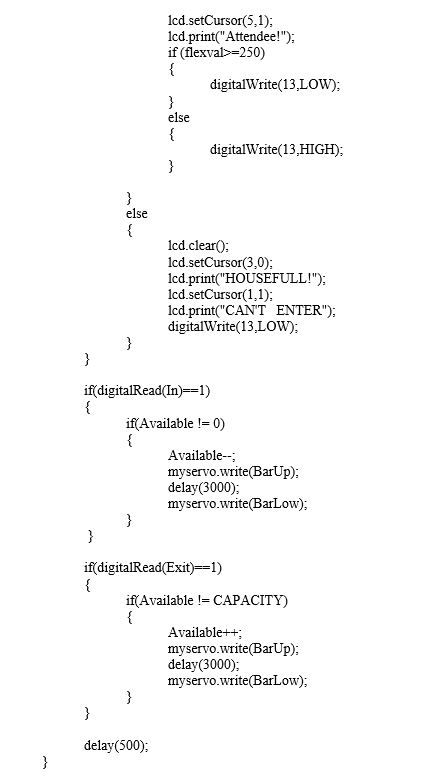 lcd.setCursor(5,1);
lcd.print("Attendee!");
if (flexval>=250)
{
digitalWrite(13,LOW);
}
else
{
digitalWrite(13,HIGH);
}
}
else
{
lcd.clear();
lcd.setCursor(3,0);
lcd.print("HOUSEFULL!");
lcd.setCursor(1,1);
lcd.print("CAN'T   ENTER");
digitalWrite(13,LOW);
}
}
if(digitalRead(In)==1)
{
if(Available != 0)
{
Available--;
myservo.write(BarUp);
delay(3000);
myservo.write(BarLow);
}
}
if(digitalRead(Exit)==1)
{
if(Available != CAPACITY)
{
Available++;
myservo.write(BarUp);
delay(3000);
myservo.write(BarLow);
}
}
delay(500);
}